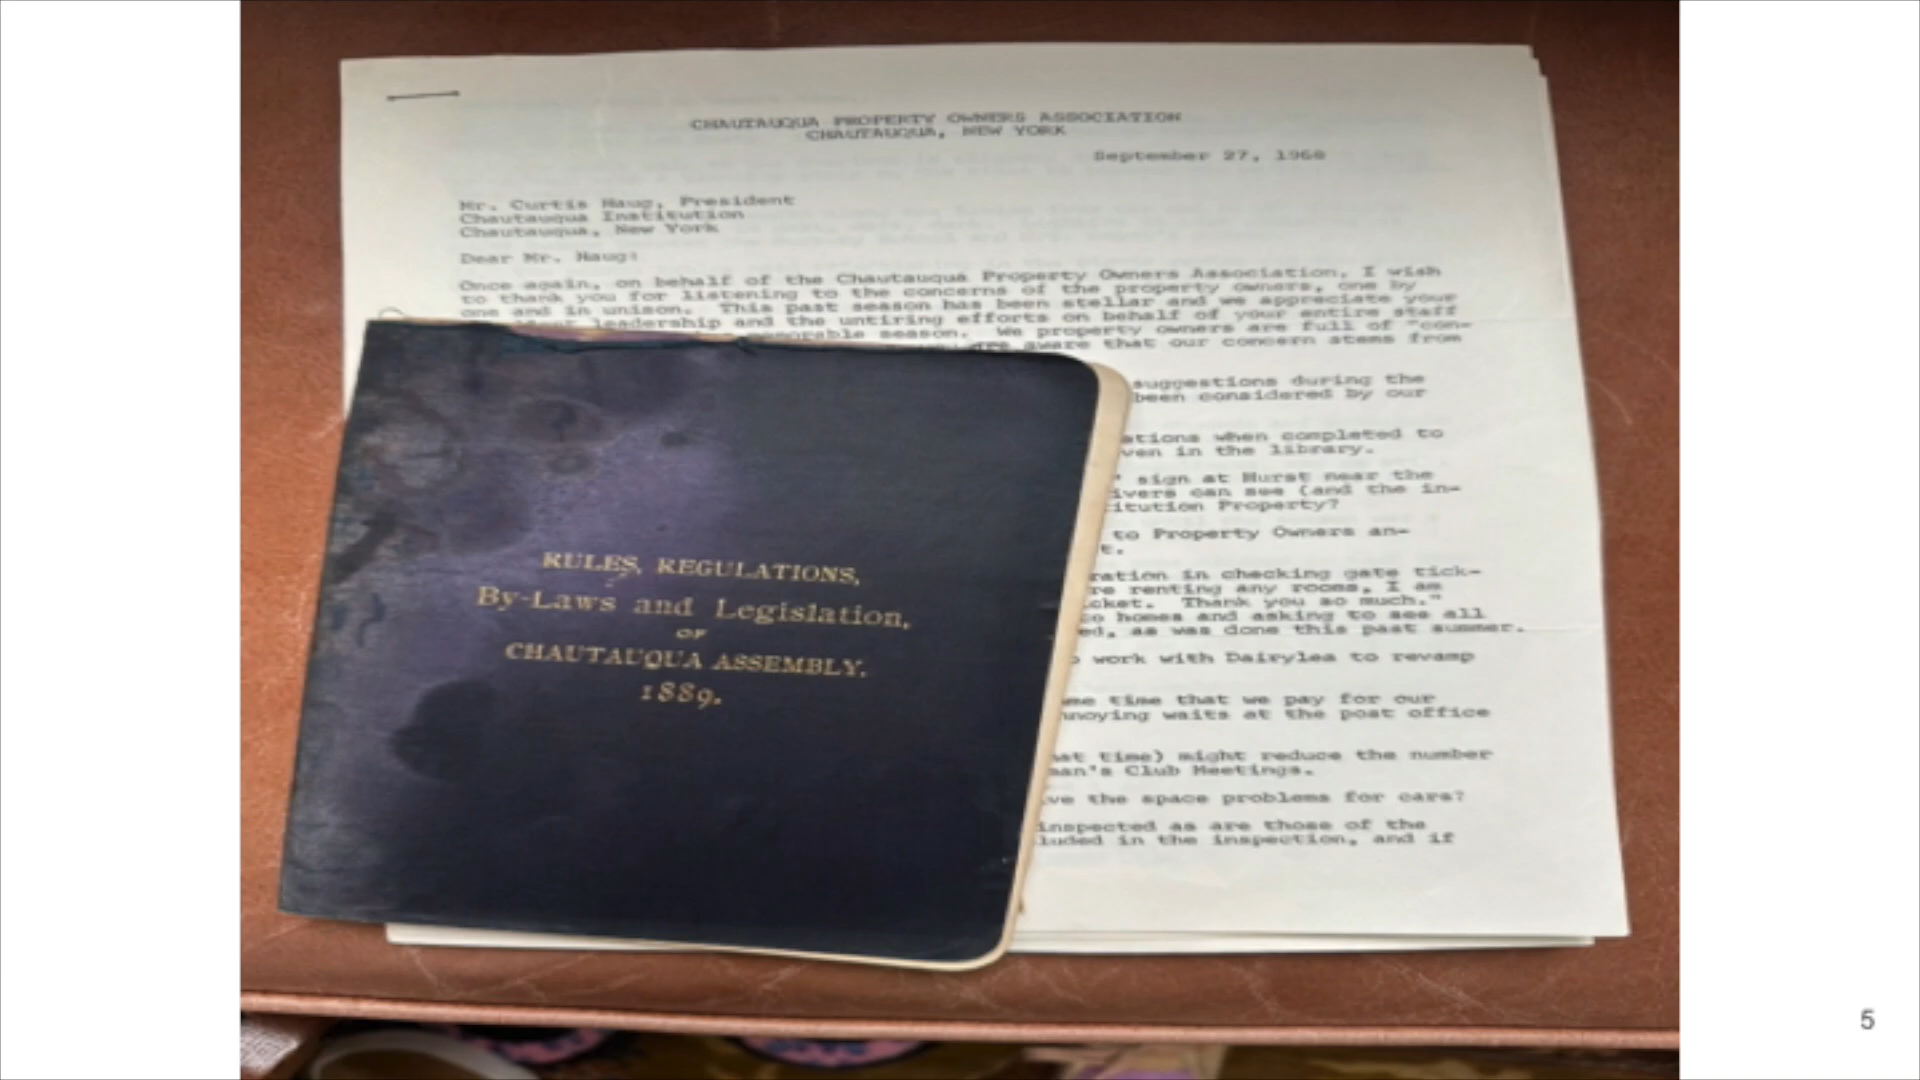 CHAUTAUQUA PROPERTY OWNERS ASSOCIATION
CHAUTAUQUA, NEW YORK
September 27, 1968
Mr. Curtis Haug, President
Chautauqua Institution
Chautauqua, New York
Dear Mr. Haug:
Once again, on behalf of the Chautauqua Property Owners Association, I wish
to thank you for listening to the concerns of the property owners, one by
one and in unison. This past season has been stellar and we appreciate your
leadership and the untiring efforts on behalf of your entire staff
memorable season. We property owners are full of "con-
are aware that our concern stems from
suggestions during the
been considered by our
ations when completed to
ven in the library.
" sign at Hurst near the
ivers can see (and the in-
itution Property?
to Property Owners an-
t.
ration in checking gate tick-
re renting any rooms, I am
cket. Thank you so much."
o homes and asking to see all
ed, as was done this past summer.
work with Dairylea to revamp
me time that we pay for our
nnoying waits at the post office
hat time) might reduce the number
man's Club Meetings.
ve the space problems for cars?
inspected as are those of the
luded in the inspection, and if
RULES, REGULATIONS,
By-Laws and Legislation,
OF
CHAUTAUQUA ASSEMBLY.
1889.
5